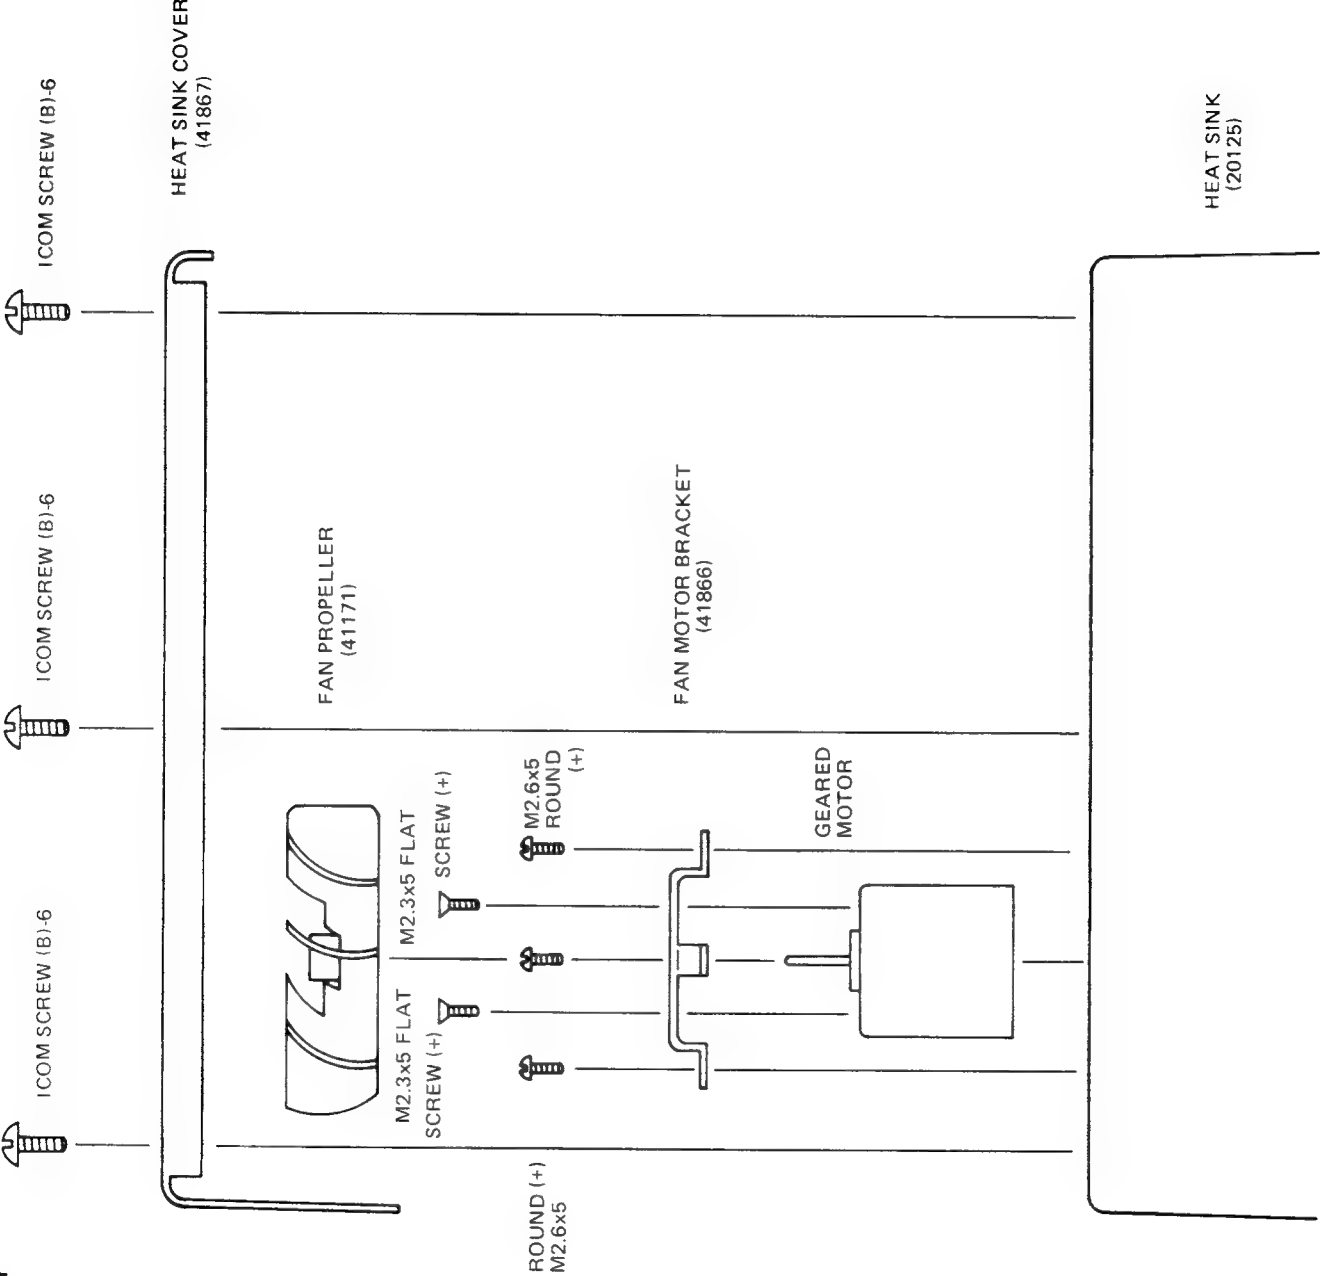 ICOM SCREW (B)-6
ICOM SCREW (B)-6
ICOM SCREW (B)-6
HEAT SINK COVER
(41867)
FAN PROPELLER
(41171)
M2.3x5 FLAT
SCREW (+)
M2.3x5 FLAT
SCREW (+)
ROUND (+)
M2.6x5
M2.6x5
ROUND
(+)
FAN MOTOR BRACKET
(41866)
GEARED
MOTOR
HEAT SINK
(20125)